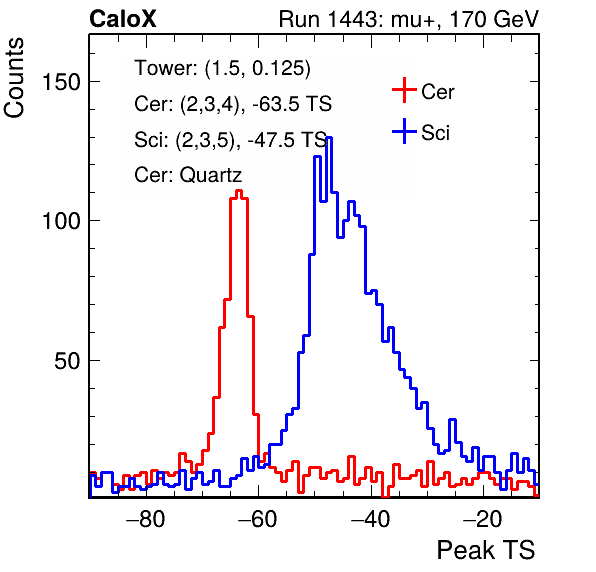 CaloX Run 1443: mu+, 170 GeV
Counts
Tower: (1.5, 0.125)
Cer: (2,3,4), -63.5 TS
Sci: (2,3,5), -47.5 TS
Cer: Quartz
Cer
Sci
150
100
50
−80 −60 −40 −20
Peak TS